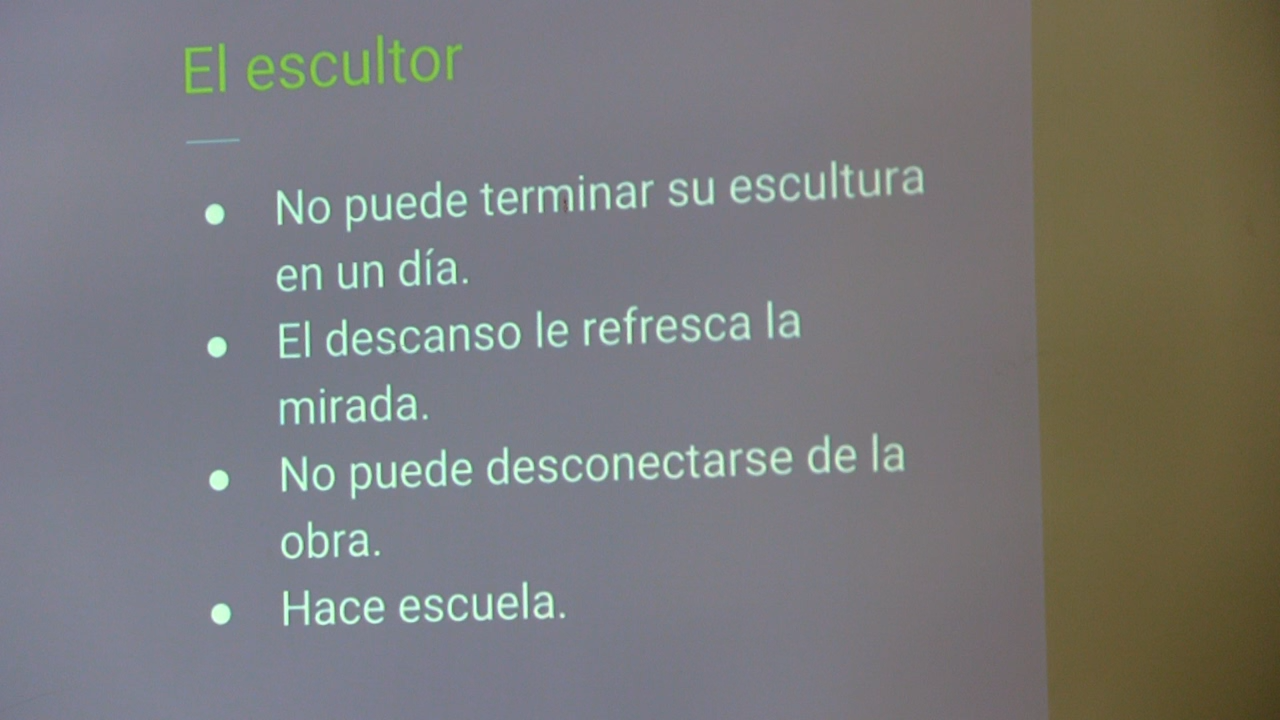 El escultor
● No puede terminar su escultura
en un día.
● El descanso le refresca la
mirada.
● No puede desconectarse de la
obra.
● Hace escuela.